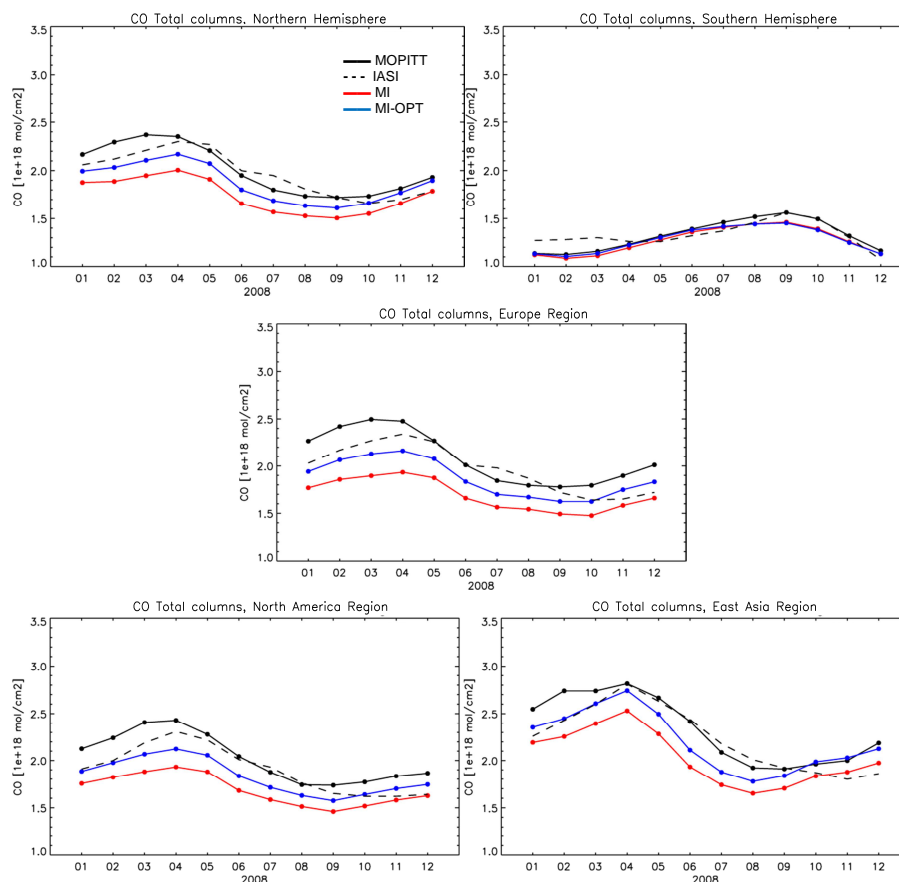 CO Total columns, Northern Hemisphere
CO [1e+18 mol/cm2]
3.5
3.0
2.5
2.0
1.5
1.0
MOPITT
IASI
MI
MI-OPT
01 02 03 04 05 06 07 08 09 10 11 12
2008
CO Total columns, Southern Hemisphere
CO [1e+18 mol/cm2]
3.5
3.0
2.5
2.0
1.5
1.0
01 02 03 04 05 06 07 08 09 10 11 12
2008
CO Total columns, Europe Region
CO [1e+18 mol/cm2]
3.5
3.0
2.5
2.0
1.5
1.0
01 02 03 04 05 06 07 08 09 10 11 12
2008
CO Total columns, North America Region
CO [1e+18 mol/cm2]
3.5
3.0
2.5
2.0
1.5
1.0
01 02 03 04 05 06 07 08 09 10 11 12
2008
CO Total columns, East Asia Region
CO [1e+18 mol/cm2]
3.5
3.0
2.5
2.0
1.5
1.0
01 02 03 04 05 06 07 08 09 10 11 12
2008